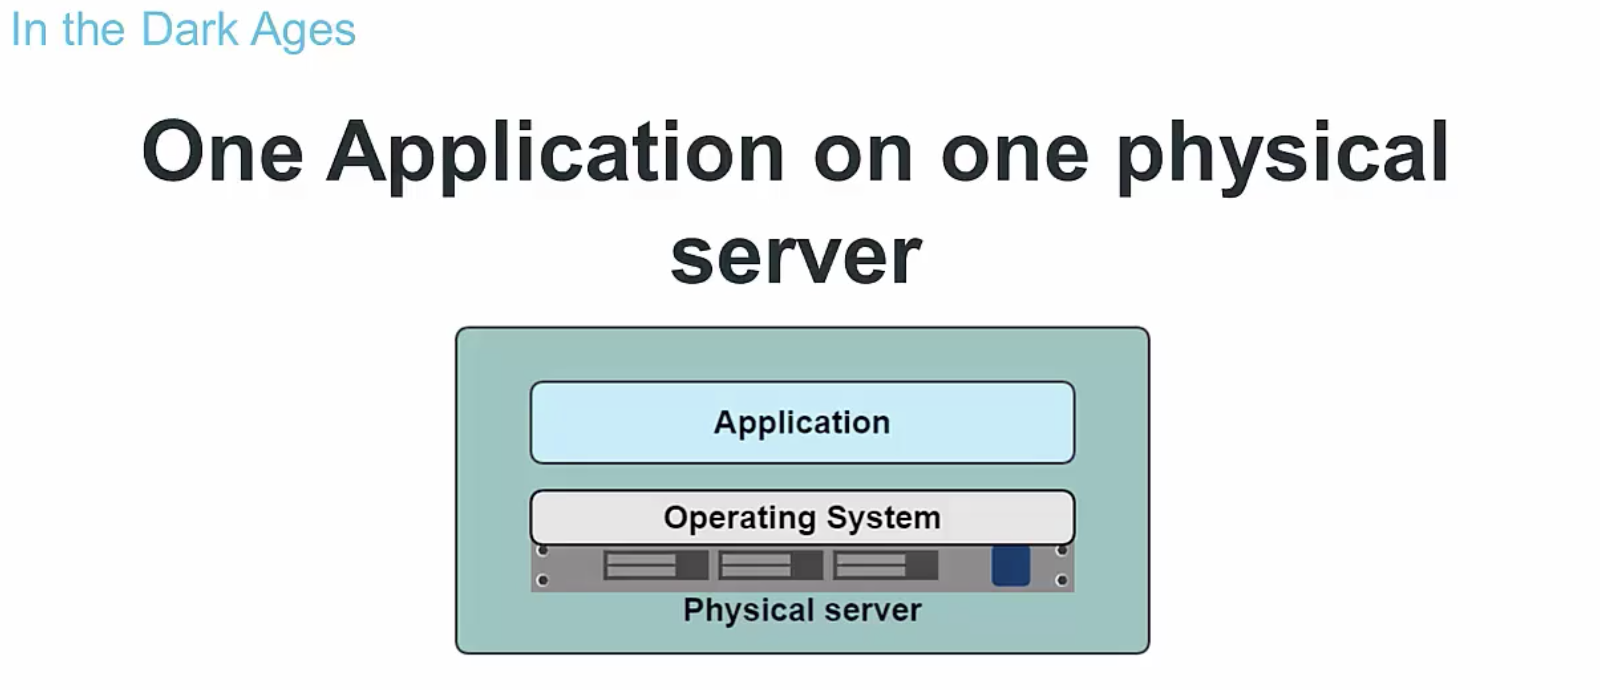 In the Dark Ages
One Application on one physical
server
Application
Operating System
Physical server